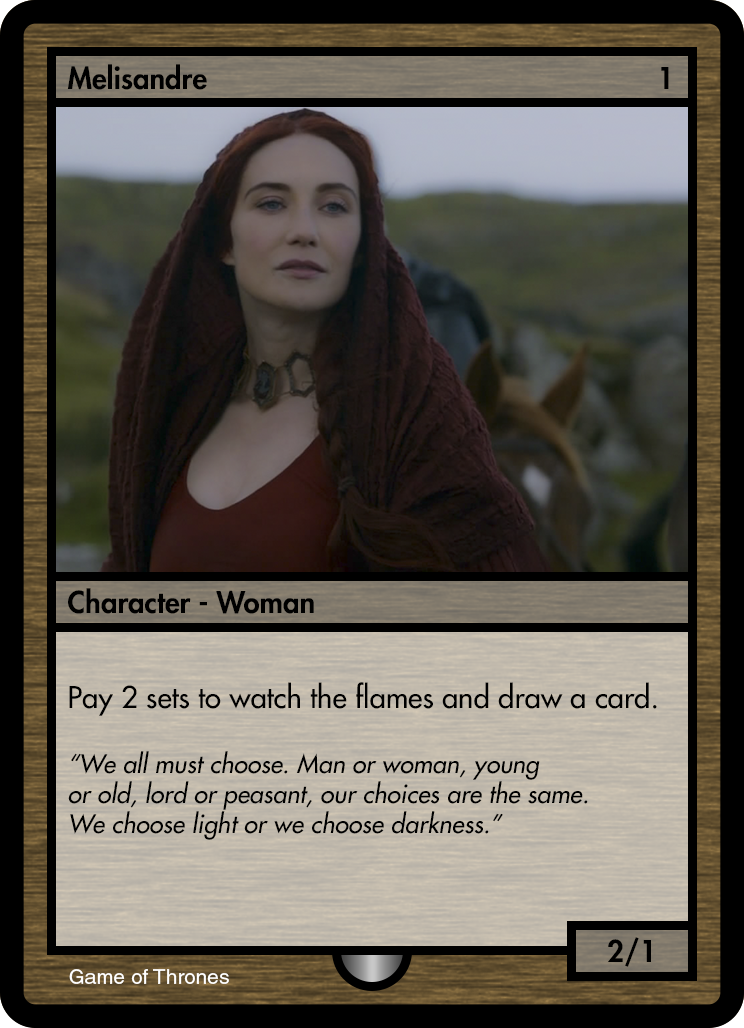 Melisandre 1
Character - Woman
Pay 2 sets to watch the flames and draw a card.
“We all must choose. Man or woman, young
or old, lord or peasant, our choices are the same.
We choose light or we choose darkness.”
2/1
Game of Thrones